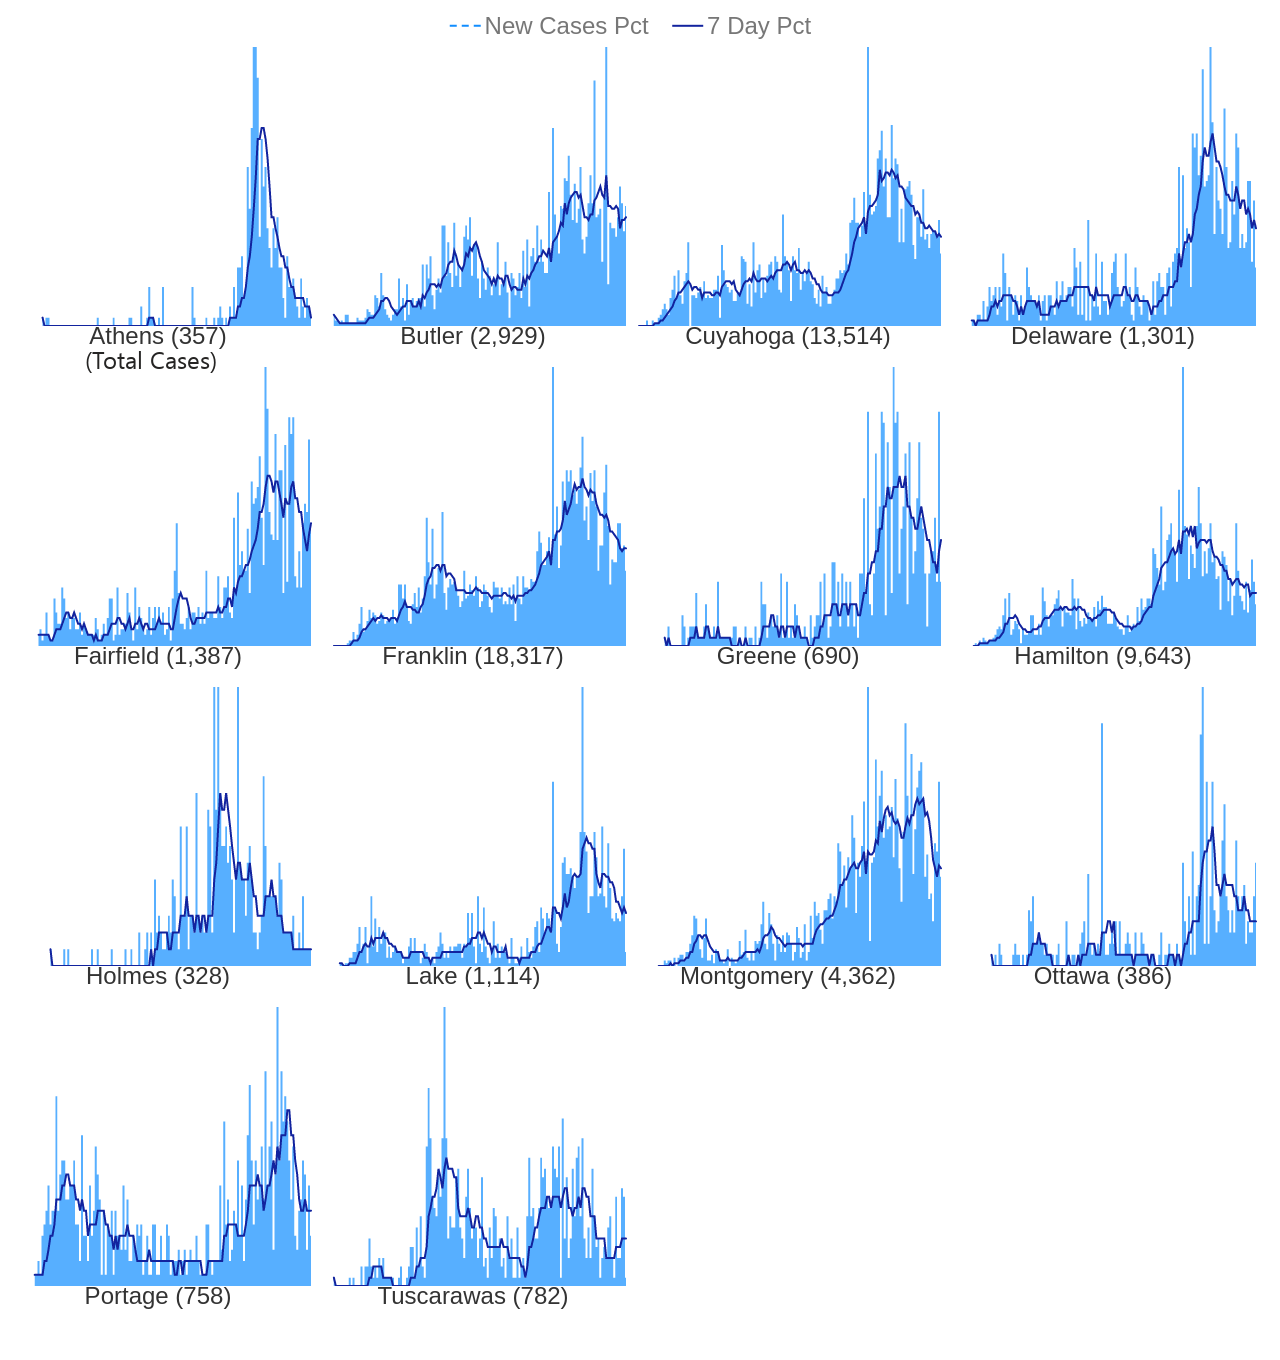 New Cases Pct 7 Day Pct
Athens (357) Butler (2,929) Cuyahoga (13,514) Delaware (1,301)
(Total Cases)
Fairfield (1,387) Franklin (18,317) Greene (690) Hamilton (9,643)
Holmes (328) Lake (1,114) Montgomery (4,362) Ottawa (386)
Portage (758) Tuscarawas (782)